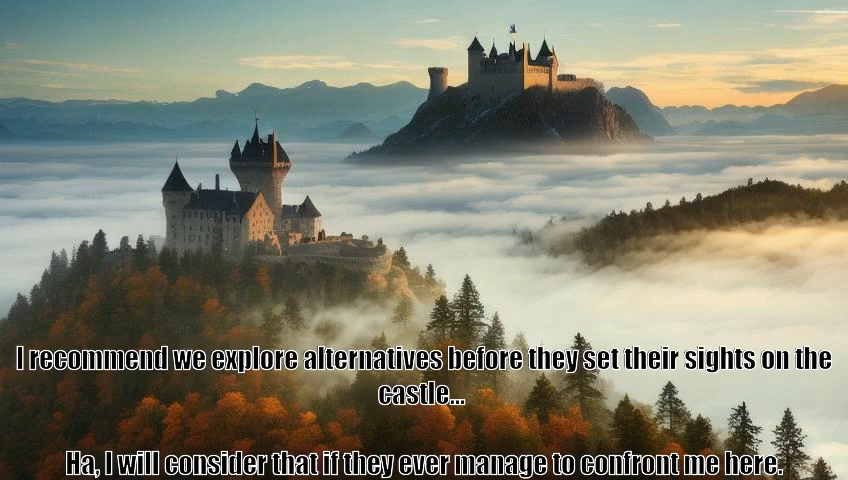 I recommend we explore alternatives before they set their sights on the
castle...
Ha, I will consider that if they ever manage to confront me here.